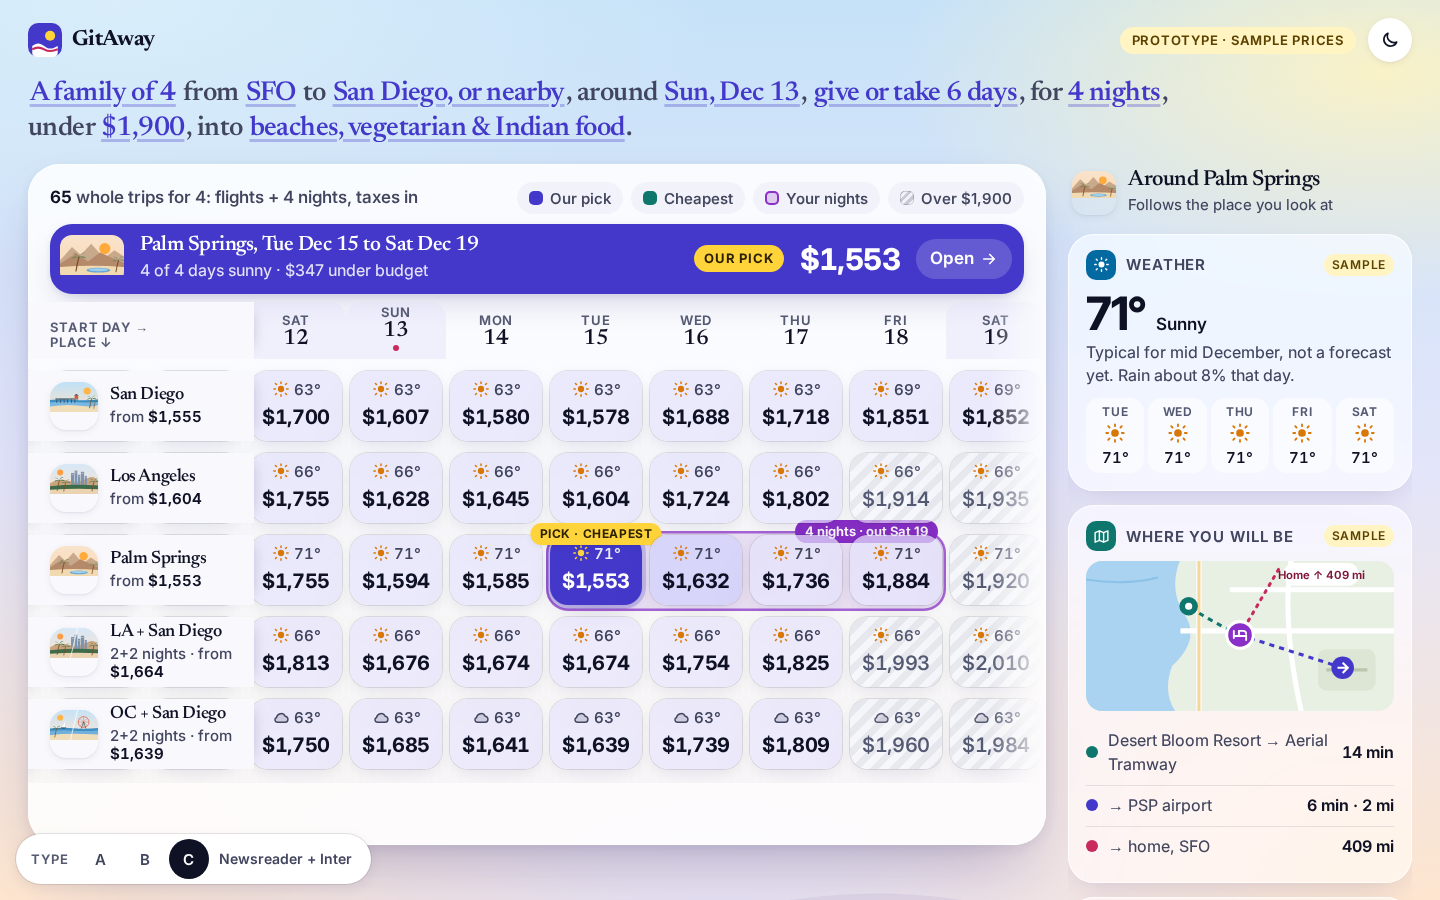 GitAway
PROTOTYPE · SAMPLE PRICES
A family of 4 from SFO to San Diego, or nearby, around Sun, Dec 13, give or take 6 days, for 4 nights,
under $1,900, into beaches, vegetarian & Indian food.
65 whole trips for 4: flights + 4 nights, taxes in
Our pick
Cheapest
Your nights
Over $1,900
Palm Springs, Tue Dec 15 to Sat Dec 19
4 of 4 days sunny · $347 under budget
OUR PICK
$1,553
Open →
START DAY →
PLACE ↓
SAT
12
SUN
13
MON
14
TUE
15
WED
16
THU
17
FRI
18
SAT
19
San Diego
from $1,555
63° 63° 63° 63° 63° 63° 69° 69°
$1,700 $1,607 $1,580 $1,578 $1,688 $1,718 $1,851 $1,852
Los Angeles
from $1,604
66° 66° 66° 66° 66° 66° 66° 66°
$1,755 $1,628 $1,645 $1,604 $1,724 $1,802 $1,914 $1,935
PICK · CHEAPEST
4 nights · out Sat 19
Palm Springs
from $1,553
71° 71° 71° 71° 71° 71° 71° 71°
$1,755 $1,594 $1,585 $1,553 $1,632 $1,736 $1,884 $1,920
LA + San Diego
2+2 nights · from
$1,664
66° 66° 66° 66° 66° 66° 66° 66°
$1,813 $1,676 $1,674 $1,674 $1,754 $1,825 $1,993 $2,010
OC + San Diego
2+2 nights · from
$1,639
63° 63° 63° 63° 63° 63° 63° 63°
$1,750 $1,685 $1,641 $1,639 $1,739 $1,809 $1,960 $1,984
TYPE A B C Newsreader + Inter
Around Palm Springs
Follows the place you look at
WEATHER
SAMPLE
71° Sunny
Typical for mid December, not a forecast
yet. Rain about 8% that day.
TUE WED THU FRI SAT
71° 71° 71° 71° 71°
WHERE YOU WILL BE
SAMPLE
Home ↑ 409 mi
Desert Bloom Resort → Aerial
Tramway
14 min
→ PSP airport
6 min · 2 mi
→ home, SFO
409 mi